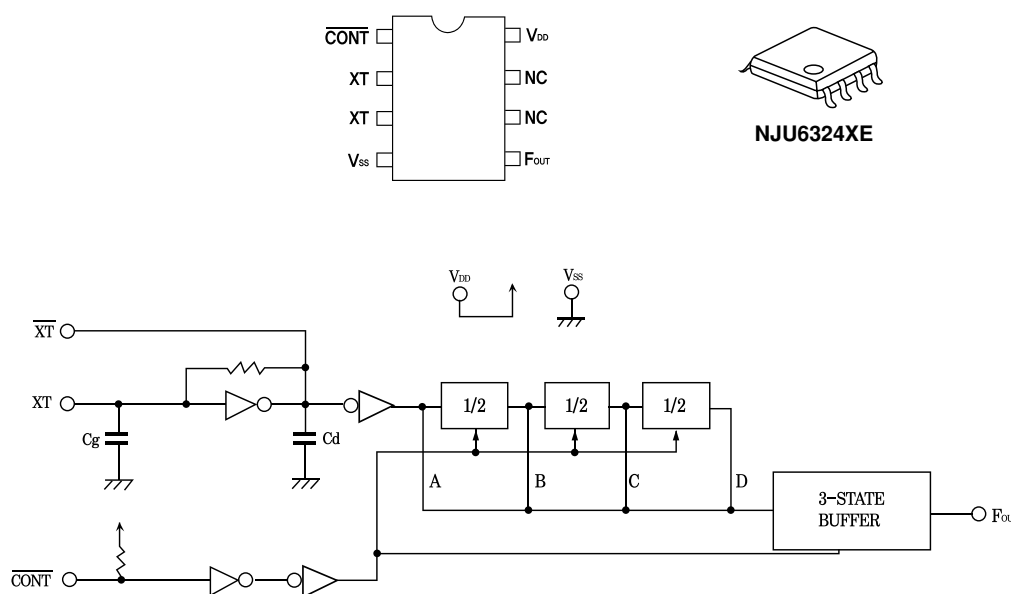 CONT
VDD
XT
NC
XT
NC
VSS
FOUT
NJU6324XE
VDD
VSS
XT
XT
1/2
1/2
1/2
Cg
Cd
A
B
C
D
3-STATE
BUFFER
FOU
CONT